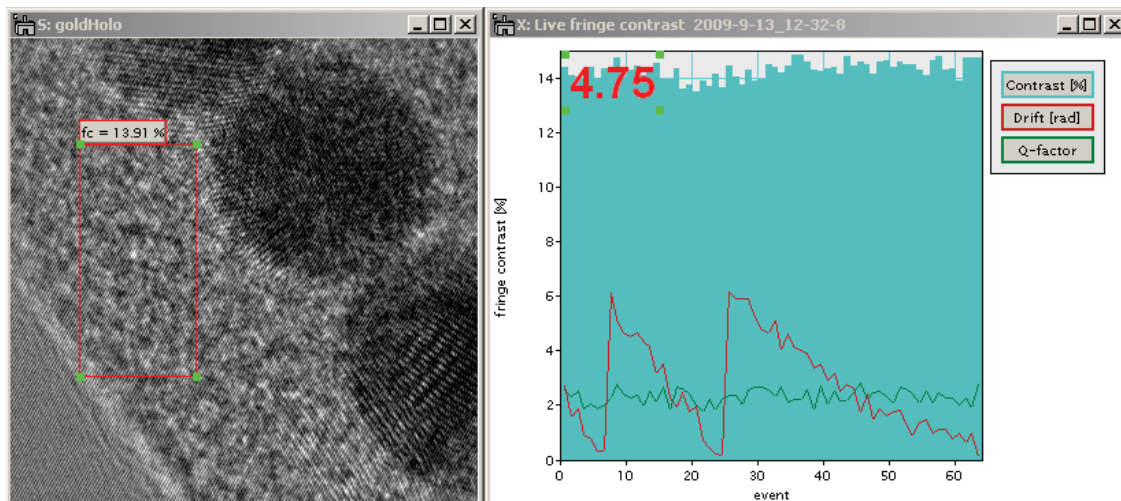 S: goldHolo
fc = 13.91 %
X: Live fringe contrast 2009-9-13_12-32-8
4.75
fringe contrast [%]
14
12
14
8
6
4
2
0
0 10 20 30 40 50 60
event
Contrast [%]
Drift [rad]
Q-factor